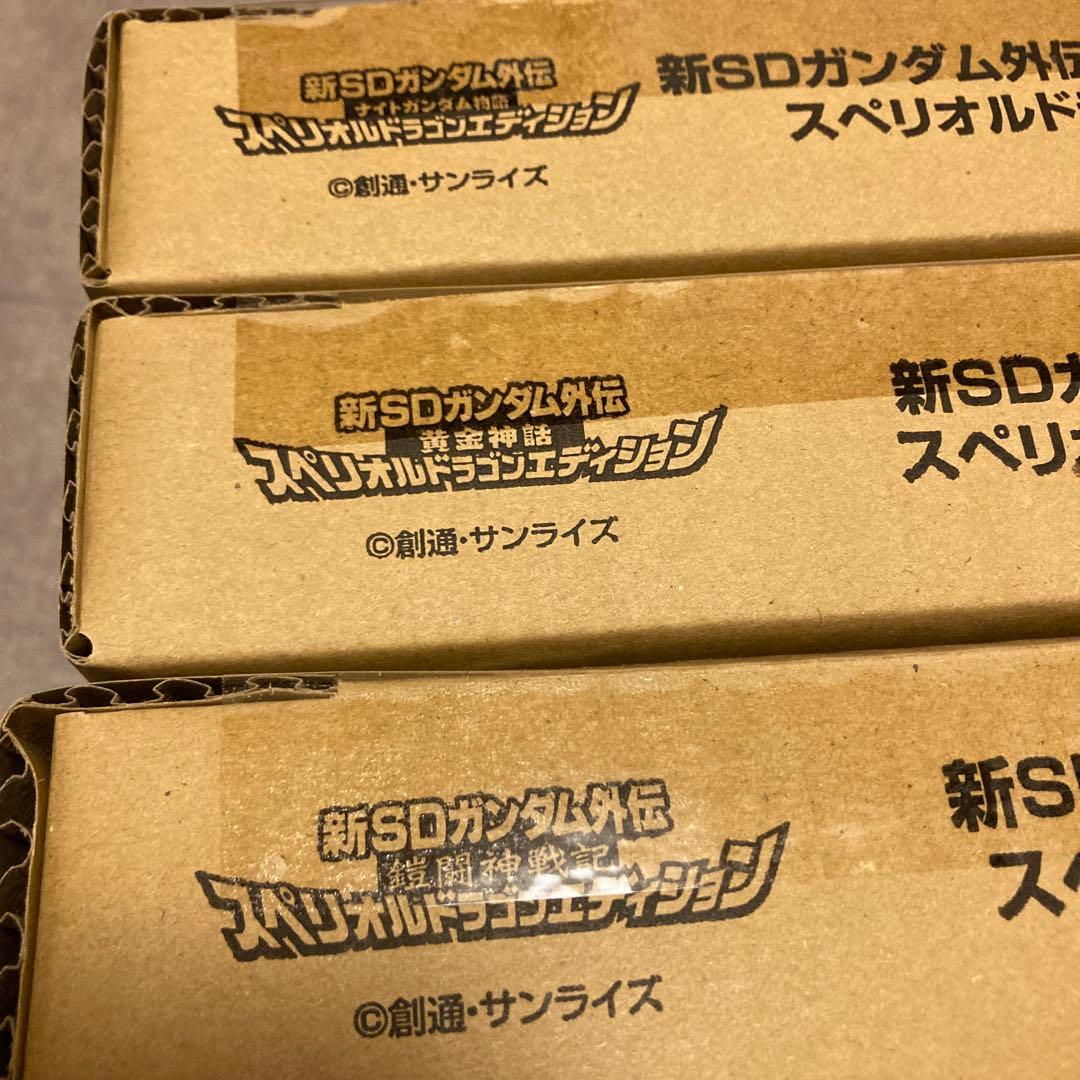 新SDガンダム外伝
ナイトガンダム物語
スペリオルドラゴンエディション
©創通・サンライズ
新SDガンダム外伝
スペリオルド
新SDガンダム外伝
黄金神話
スペリオルドラゴンエディション
©創通・サンライズ
新SD
スペリ
新SDガンダム外伝
鎧闘神戦記
スペリオルドラゴンエディション
©創通・サンライズ
新S
ス